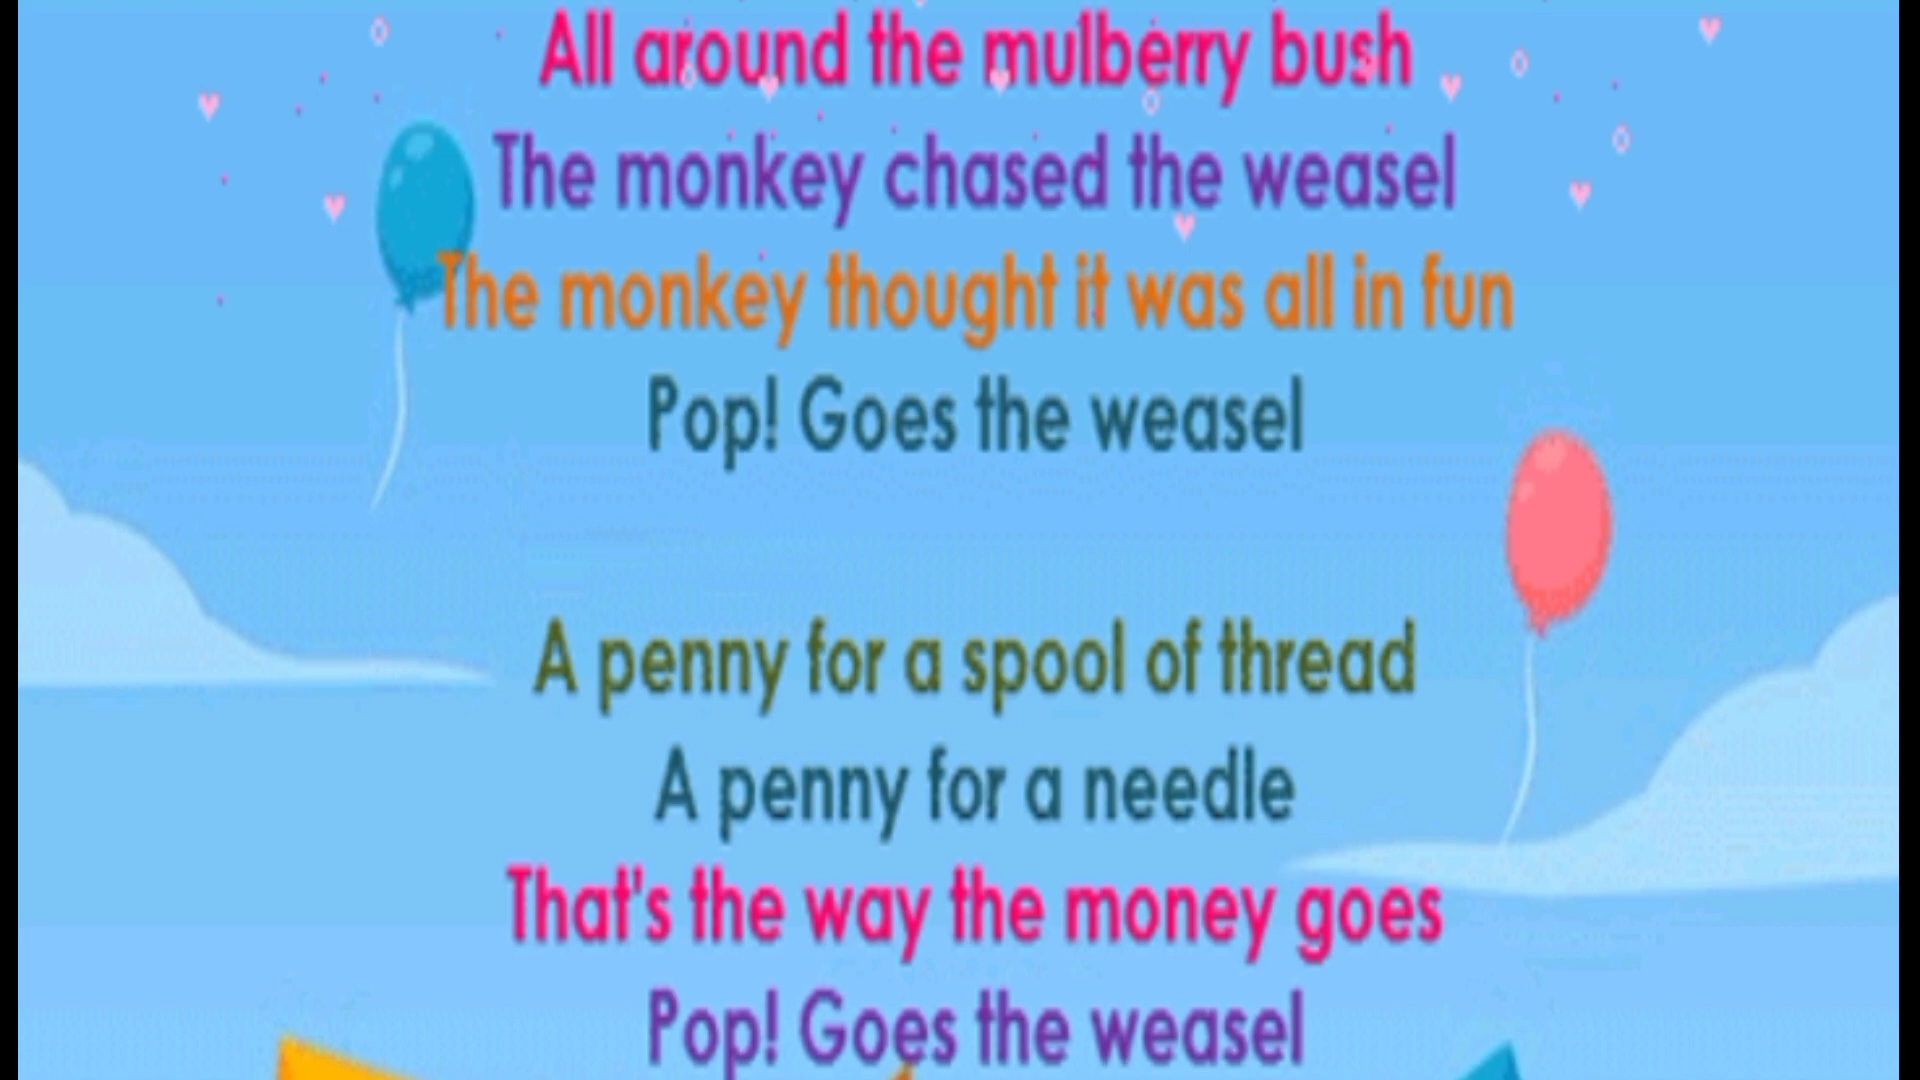 All around the mulberry bush
The monkey chased the weasel
The monkey thought it was all in fun
Pop! Goes the weasel
A penny for a spool of thread
A penny for a needle
That's the way the money goes
Pop! Goes the weasel